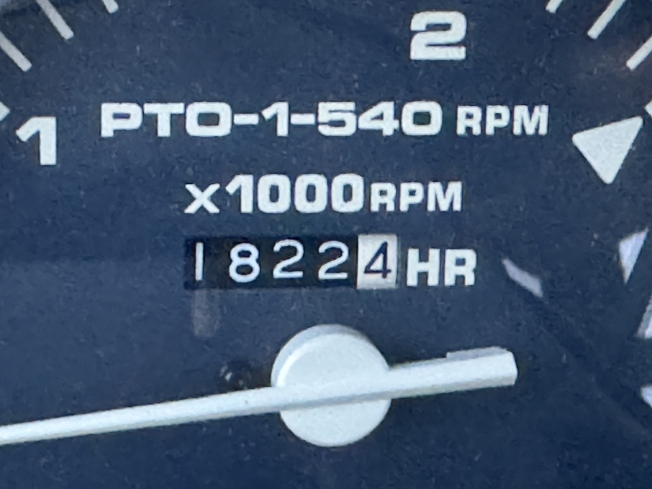 2
1
PTO-1-540 RPM
x1000RPM
18224 HR